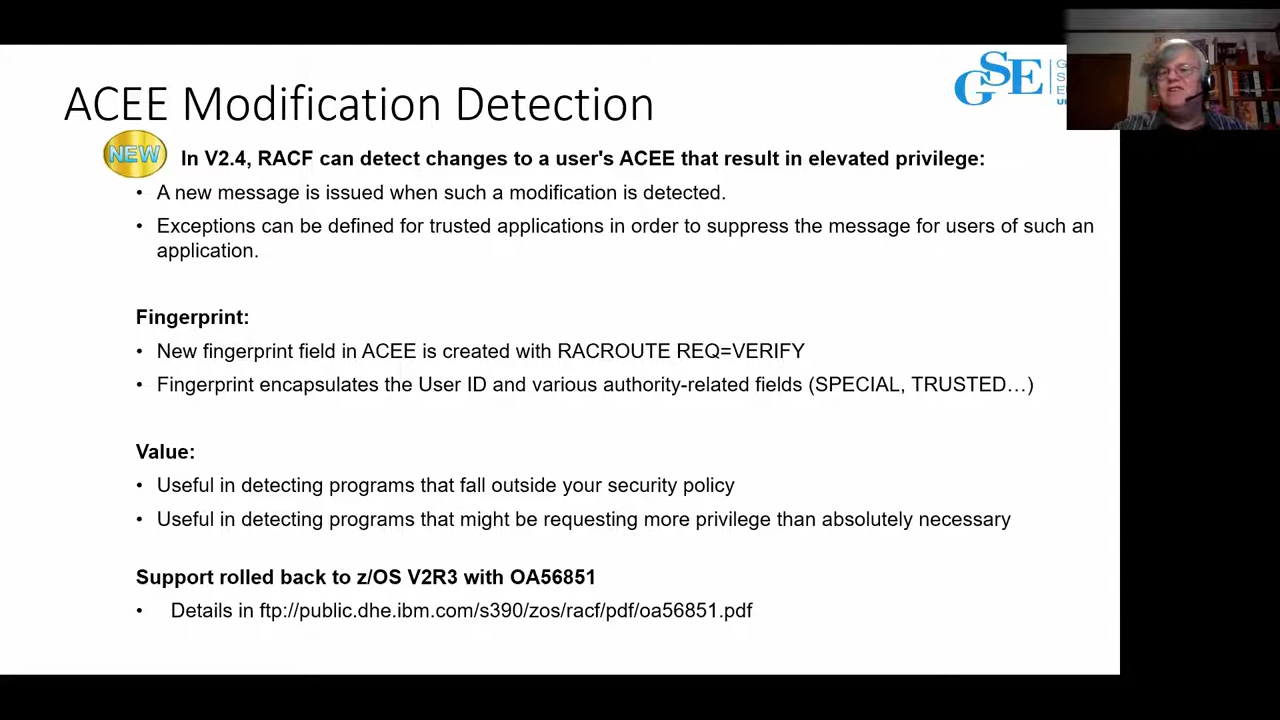 ACEE Modification Detection
GSE
G
S
E
U
NEW
In V2.4, RACF can detect changes to a user's ACEE that result in elevated privilege:
• A new message is issued when such a modification is detected.
• Exceptions can be defined for trusted applications in order to suppress the message for users of such an
application.
Fingerprint:
• New fingerprint field in ACEE is created with RACROUTE REQ=VERIFY
• Fingerprint encapsulates the User ID and various authority-related fields (SPECIAL, TRUSTED…)
Value:
• Useful in detecting programs that fall outside your security policy
• Useful in detecting programs that might be requesting more privilege than absolutely necessary
Support rolled back to z/OS V2R3 with OA56851
• Details in ftp://public.dhe.ibm.com/s390/zos/racf/pdf/oa56851.pdf